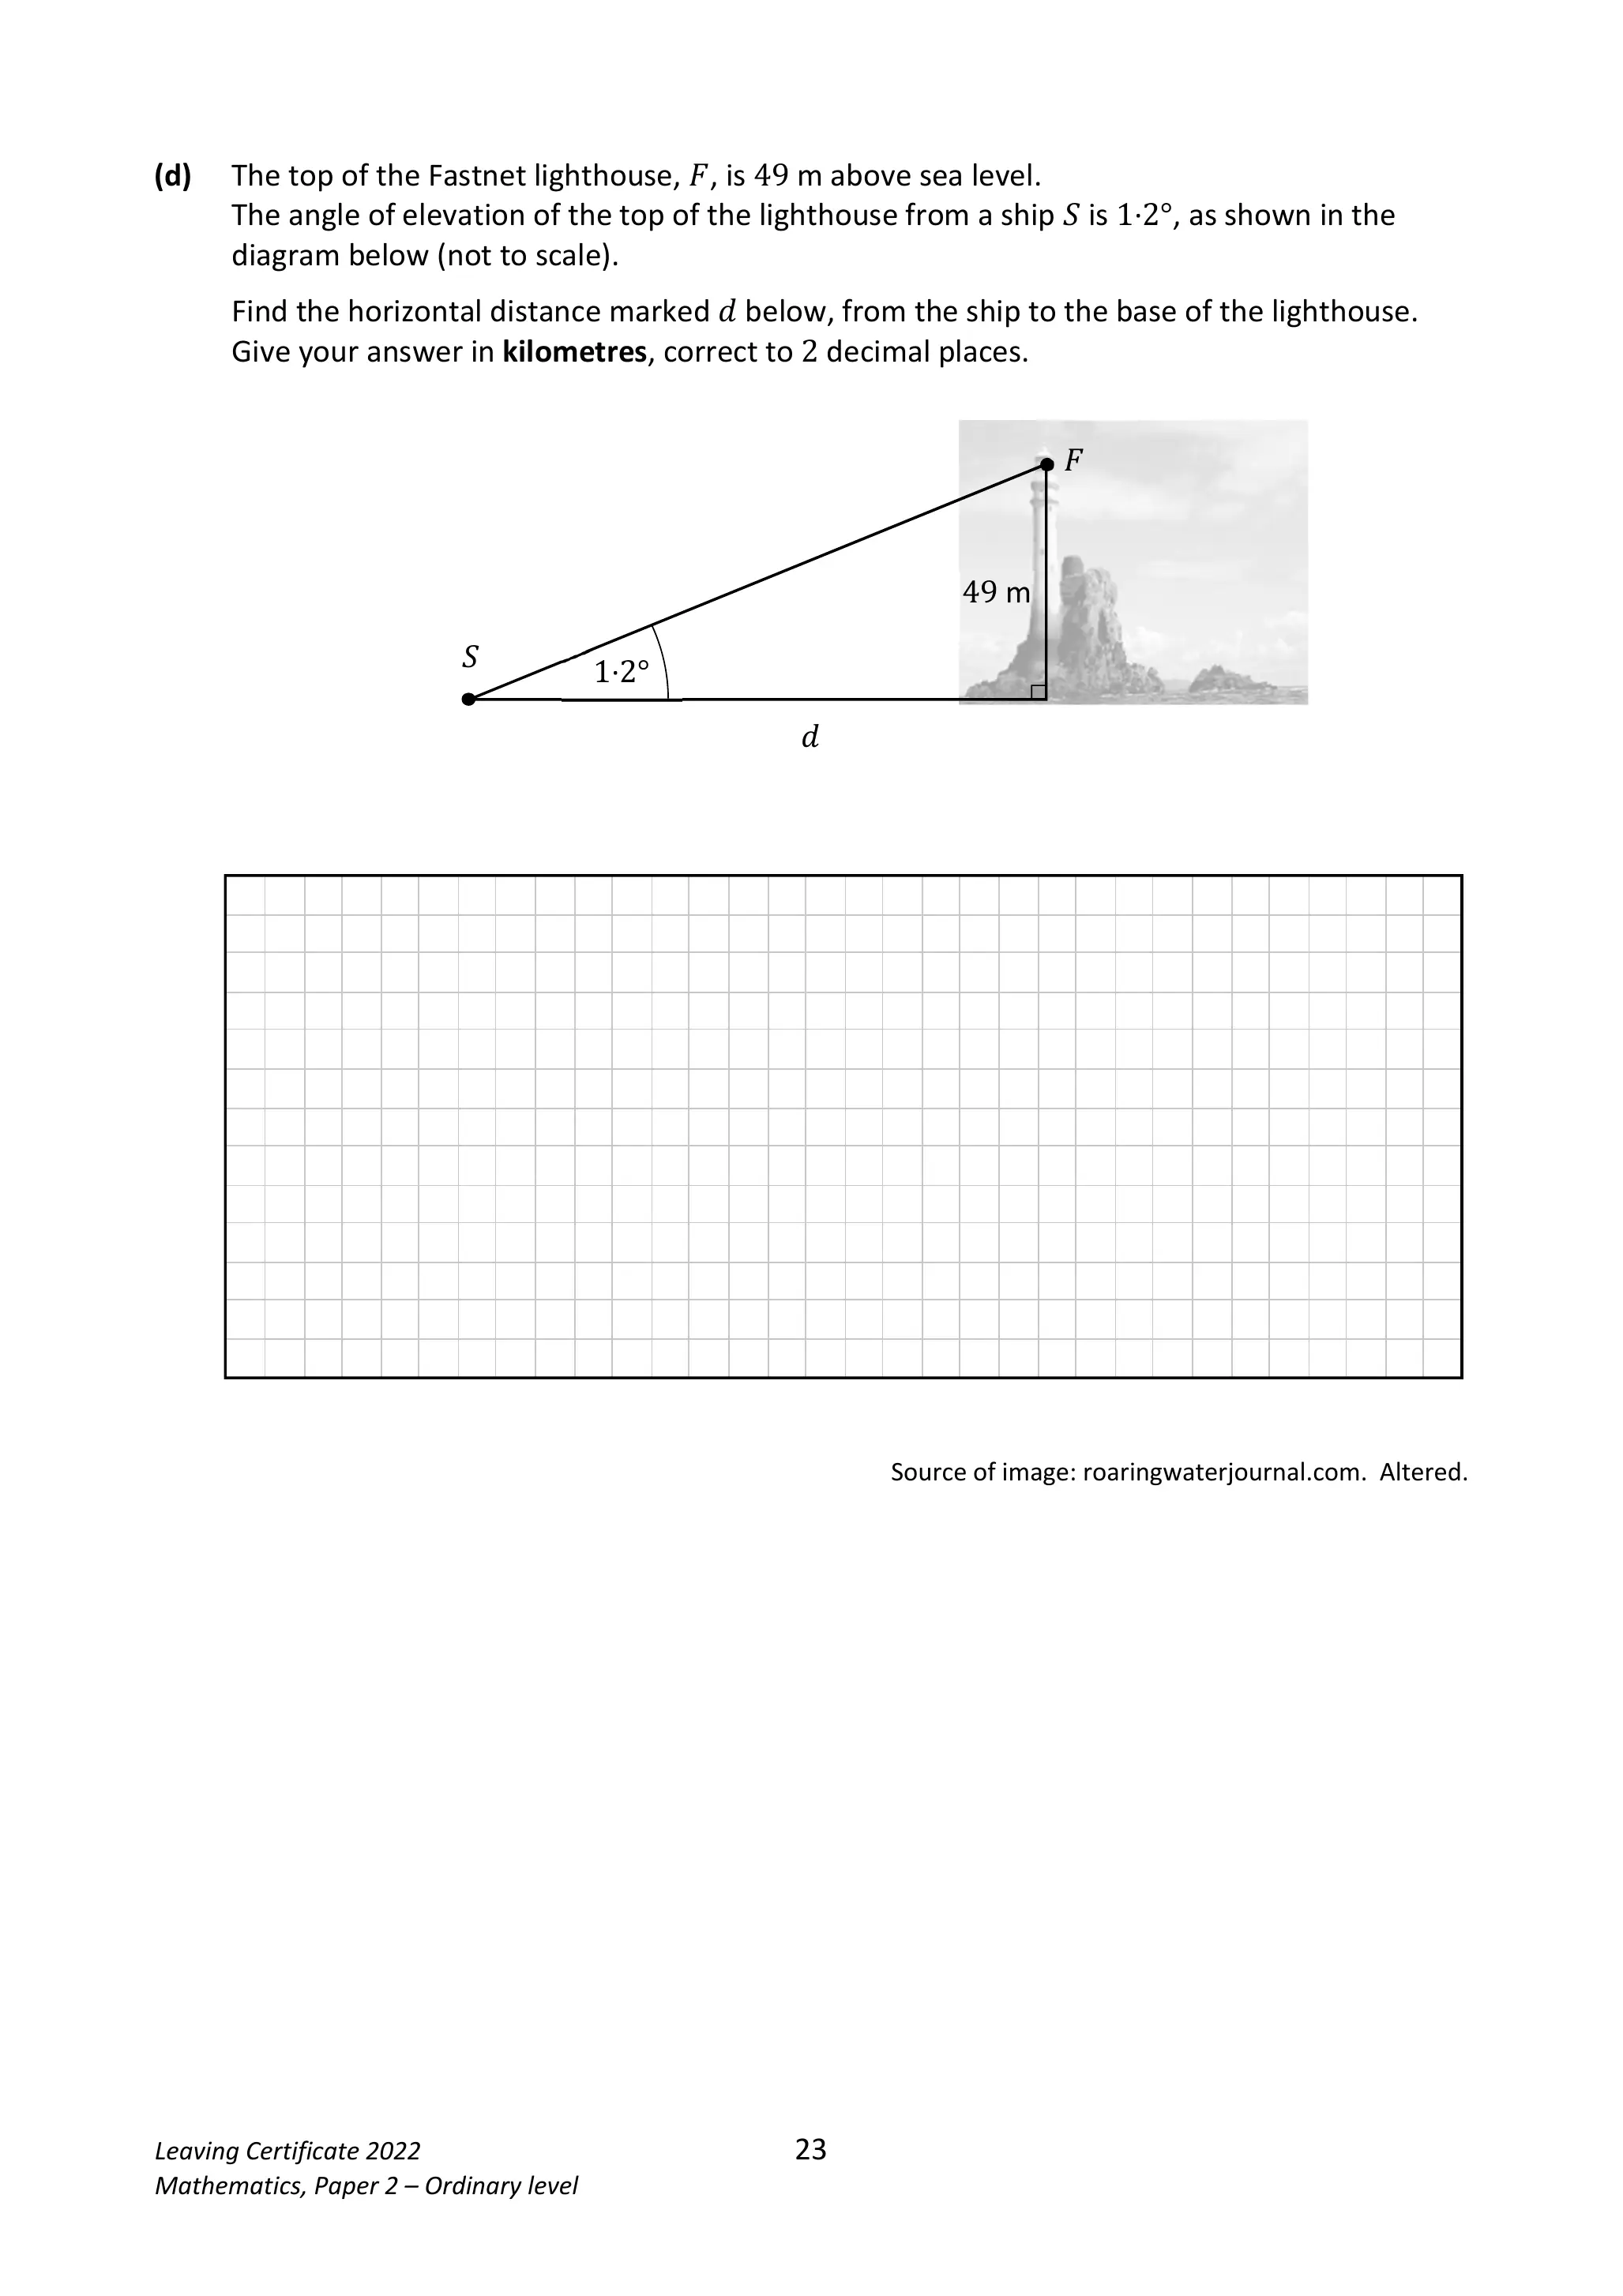 (d) The top of the Fastnet lighthouse, F, is 49 m above sea level.
The angle of elevation of the top of the lighthouse from a ship S is 1·2°, as shown in the
diagram below (not to scale).
Find the horizontal distance marked d below, from the ship to the base of the lighthouse.
Give your answer in kilometres, correct to 2 decimal places.
F
49 m
S
1·2°
d
Source of image: roaringwaterjournal.com. Altered.
Leaving Certificate 2022 23
Mathematics, Paper 2 – Ordinary level